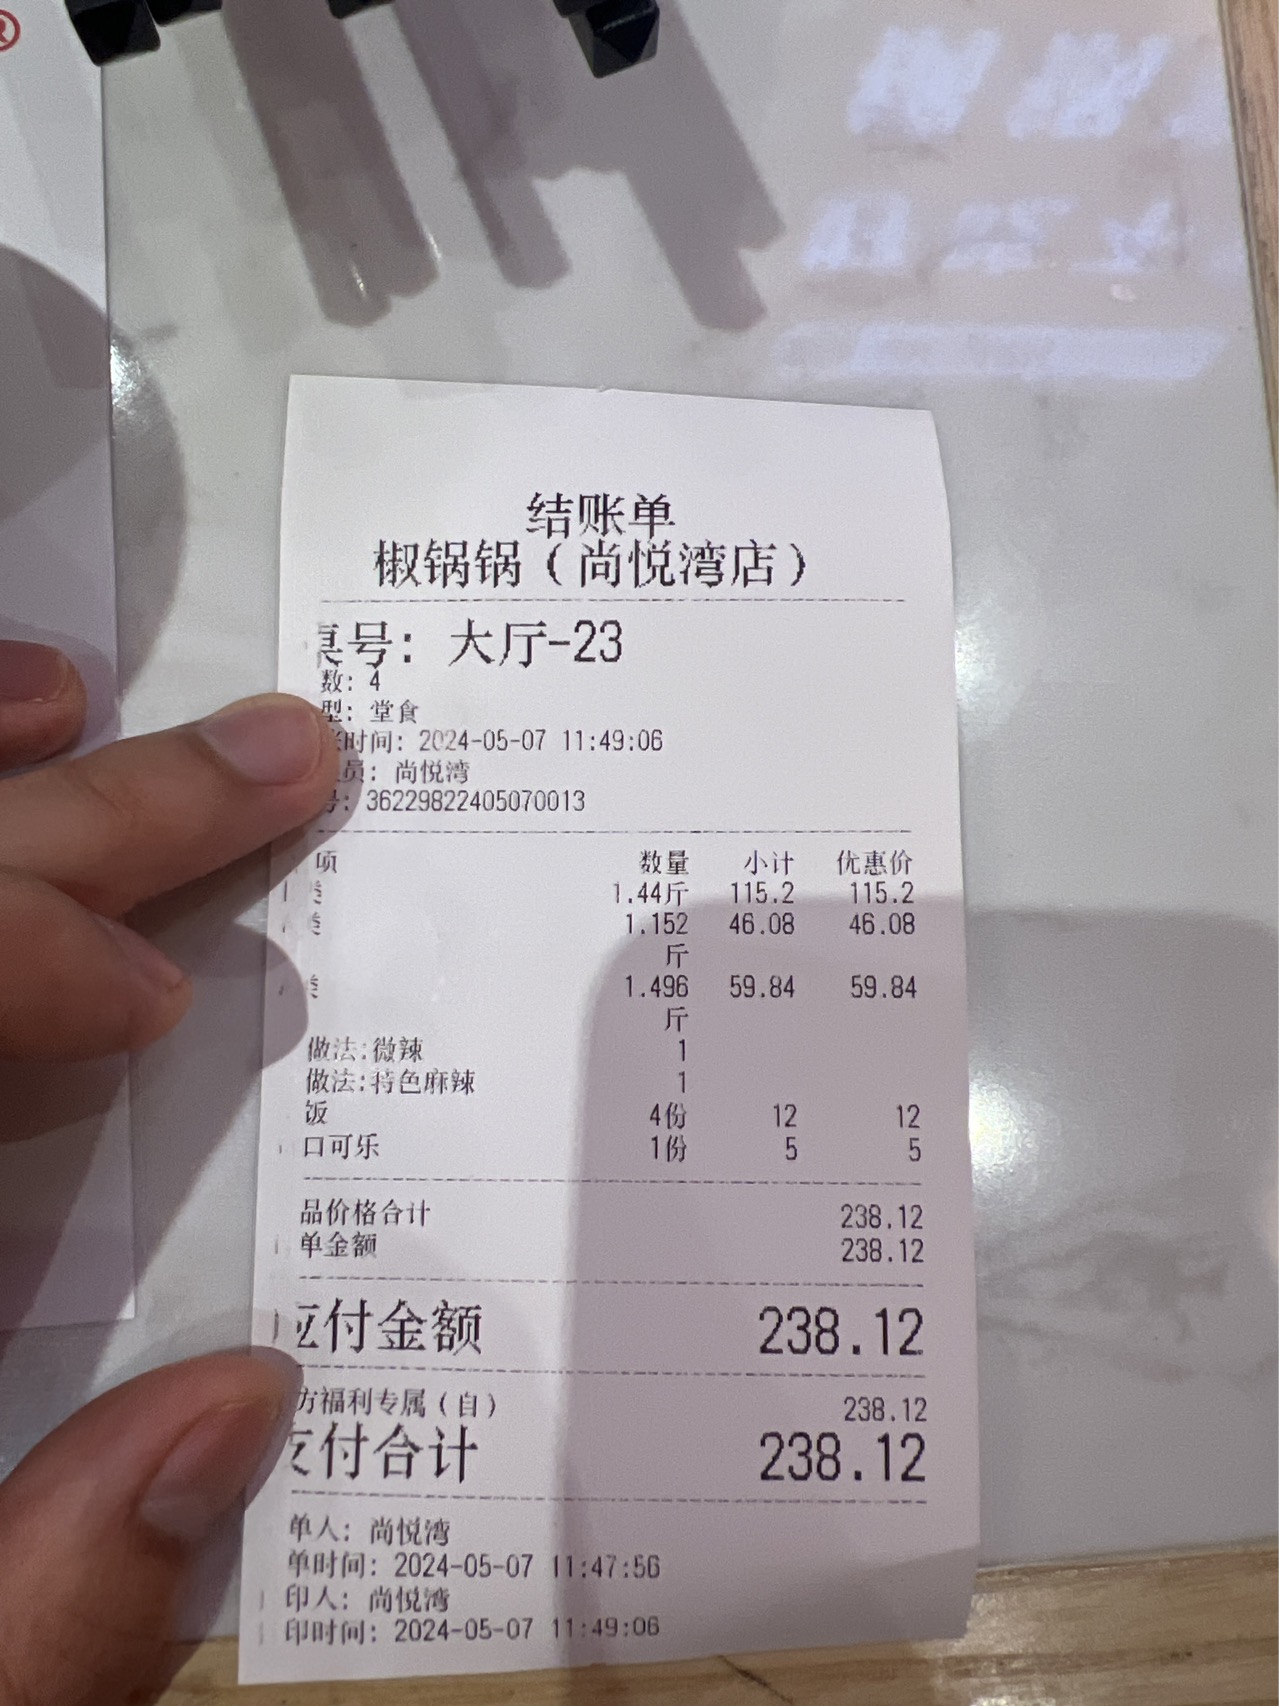 ®
结账单
椒锅锅（尚悦湾店）
号：大厅-23
数：4
型：堂食
时间：2024-05-07 11:49:06
员：尚悦湾
号：36229822405070013
项 数量 小计 优惠价
类 1.44斤 115.2 115.2
类 1.152 46.08 46.08
斤
类 1.496 59.84 59.84
斤
做法:微辣 1
做法:特色麻辣 1
饭 4份 12 12
口可乐 1份 5 5
品价格合计 238.12
单金额 238.12
应付金额 238.12
方福利专属（自） 238.12
支付合计 238.12
单人：尚悦湾
单时间：2024-05-07 11:47:56
印人：尚悦湾
印时间：2024-05-07 11:49:06